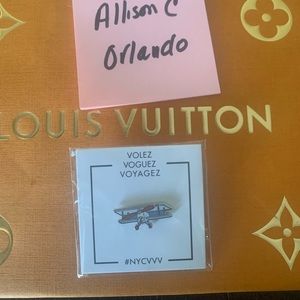 Allison C
Orlando
LOUIS VUITTON
VOLEZ
VOGUEZ
VOYAGEZ
#NYCVVV